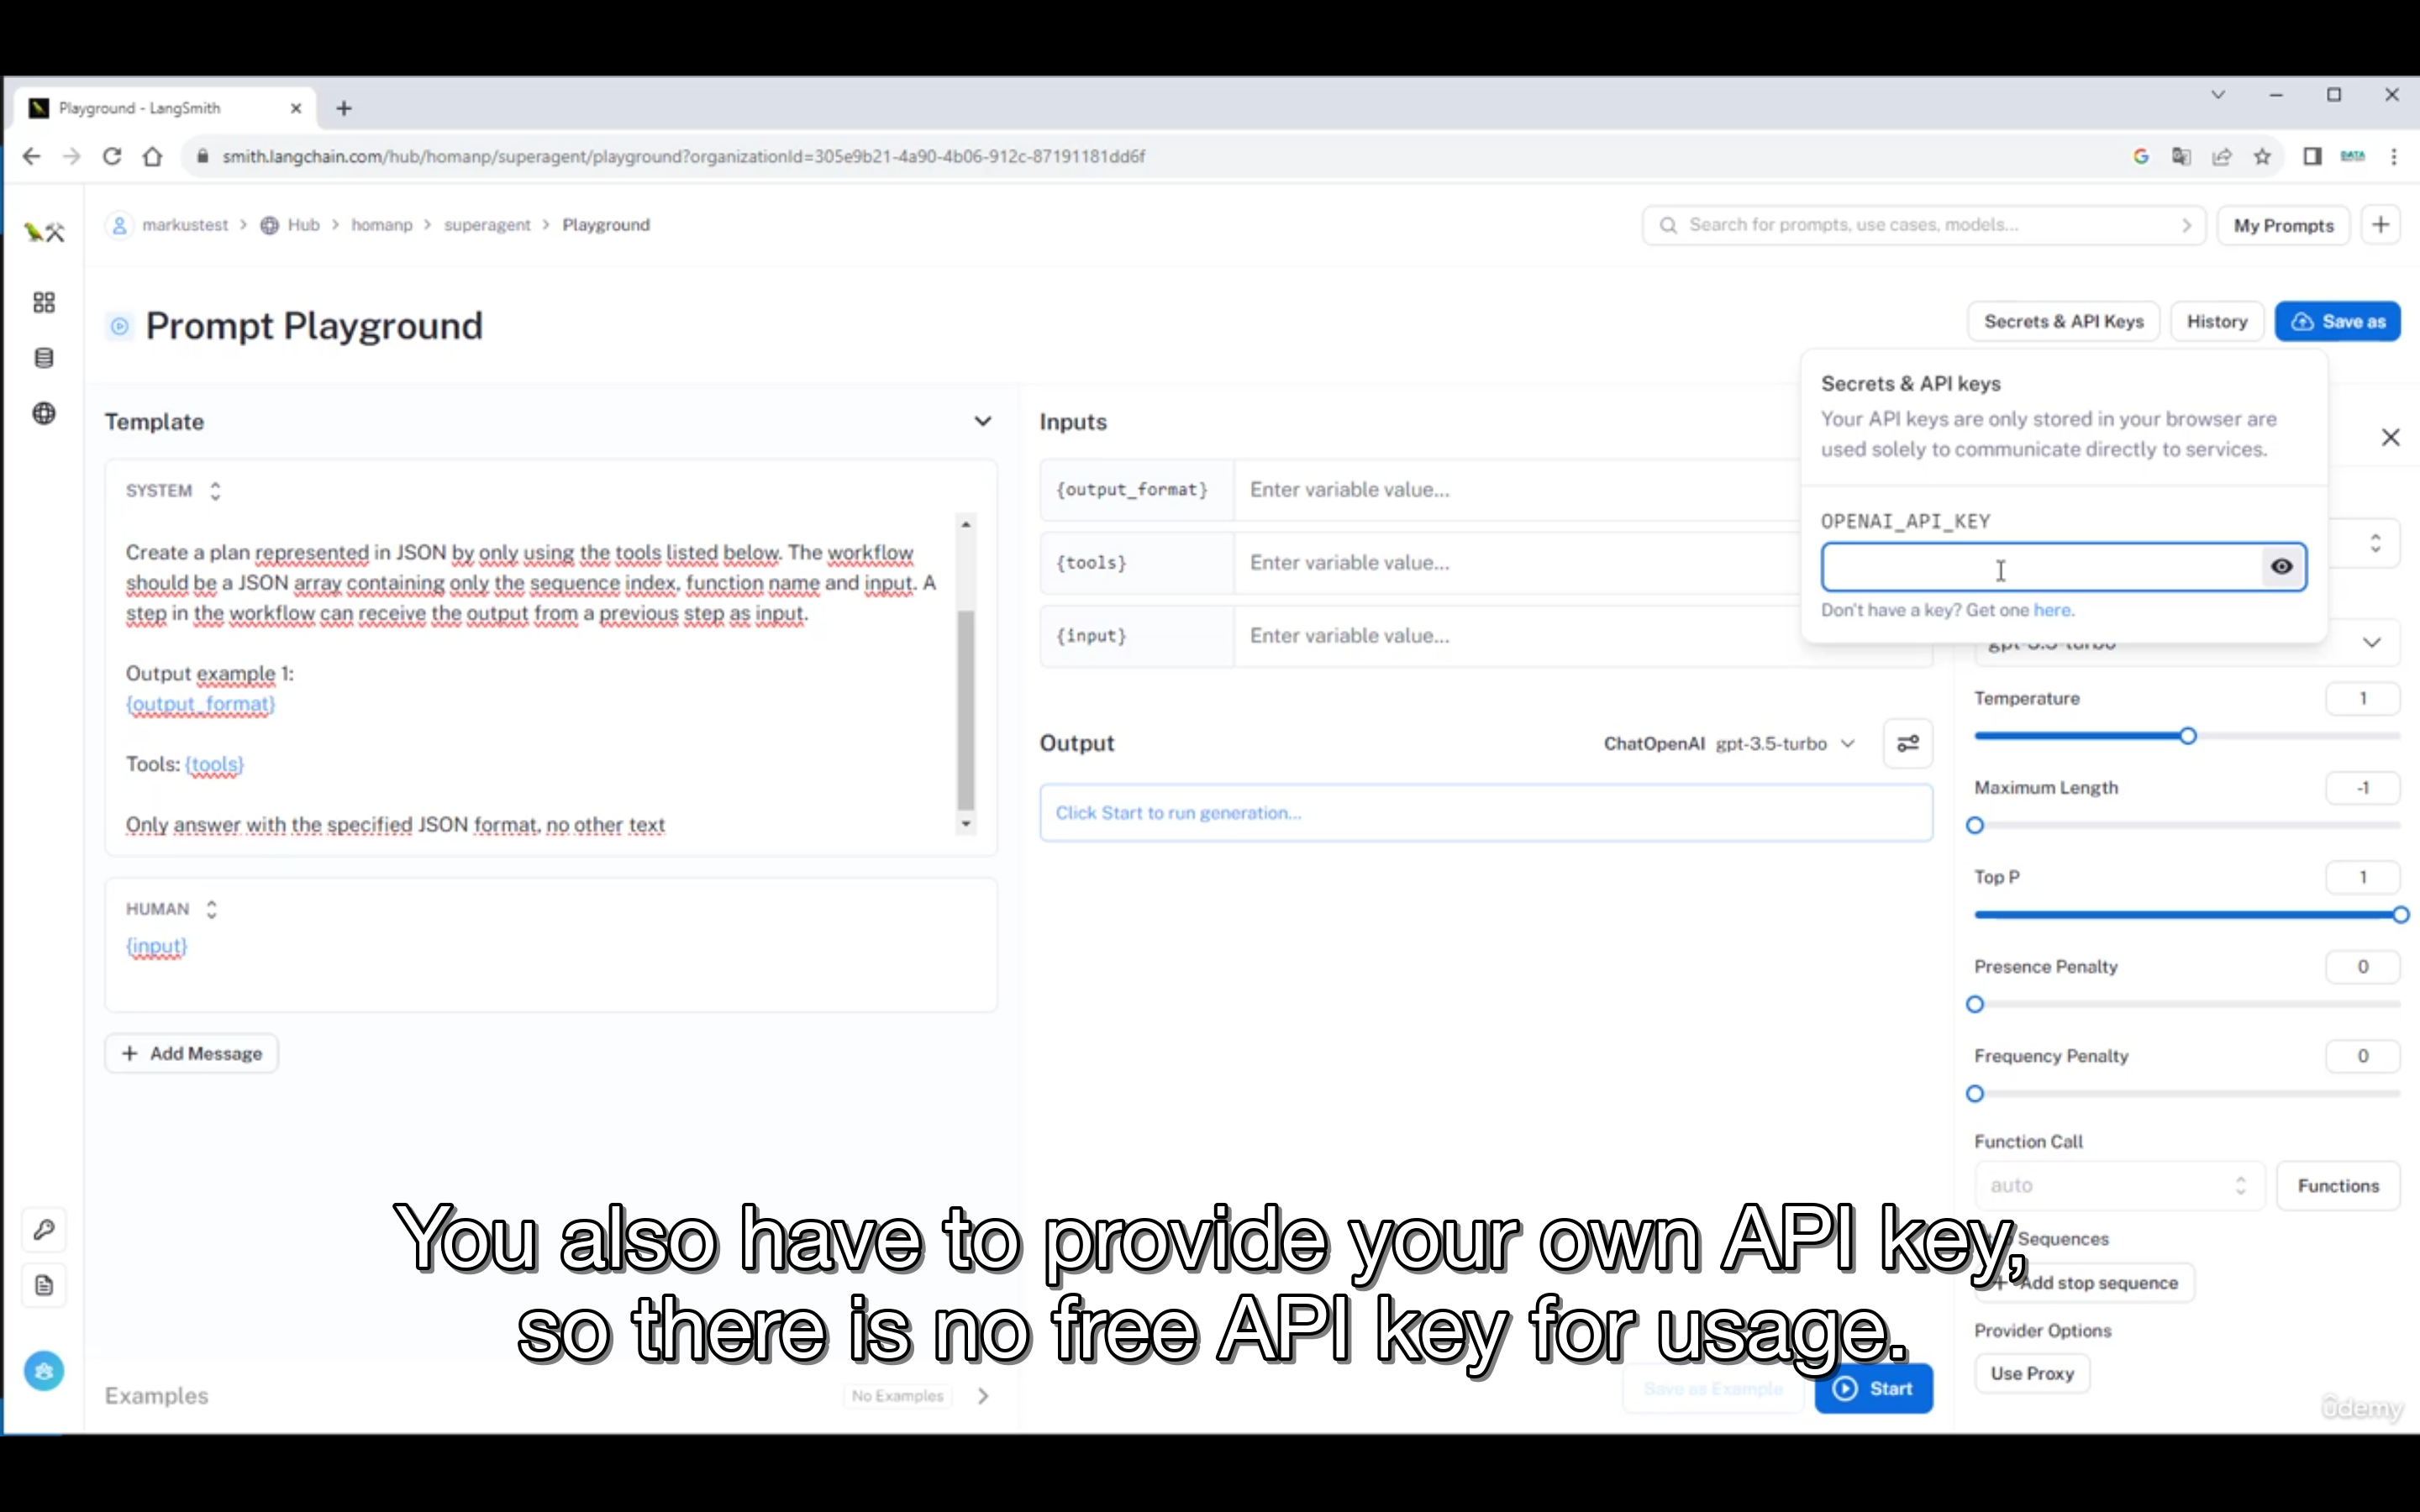 Playground - LangSmith
smith.langchain.com/hub/homanp/superagent/playground?organizationId=305e9b21-4a90-4b06-912c-87191181dd6f
DATA
markustest > Hub > homanp > superagent > Playground
Search for prompts, use cases, models...
My Prompts
Prompt Playground
Secrets & API Keys
History
Save as
Template
SYSTEM
Create a plan represented in JSON by only using the tools listed below. The workflow
should be a JSON array containing only the sequence index, function name and input. A
step in the workflow can receive the output from a previous step as input.
Output example 1:
{output_format}
Tools: {tools}
Only answer with the specified JSON format, no other text
HUMAN
{input}
+ Add Message
Examples
No Examples
Inputs
{output_format} Enter variable value...
{tools} Enter variable value...
{input} Enter variable value...
Output
ChatOpenAI gpt-3.5-turbo
Click Start to run generation...
Save as Example
Start
Secrets & API keys
Your API keys are only stored in your browser are
used solely to communicate directly to services.
OPENAI_API_KEY
Don't have a key? Get one here.
gpt-3.5-turbo
Temperature 1
Maximum Length -1
Top P 1
Presence Penalty 0
Frequency Penalty 0
Function Call
auto
Functions
Sequences
+ Add stop sequence
Provider Options
Use Proxy
You also have to provide your own API key,
so there is no free API key for usage.
ûdemy